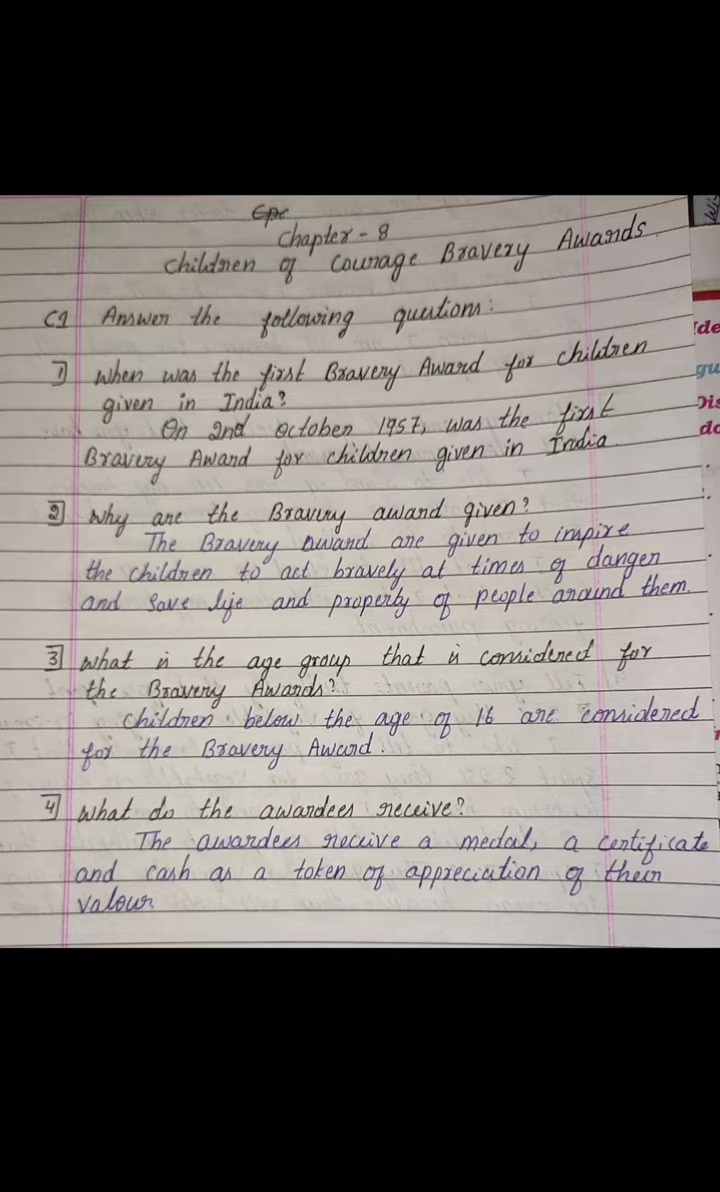 Cpc
Chapter - 8
Children of Courage Bravery Awards
C1 Answer the following questions:
1) When was the first Bravery Award for children
given in India?
On 2nd October 1957, was the first
Bravery Award for children given in India
2) Why are the Bravery award given?
The Bravery Award are given to impire
the children to act bravely at times of danger
and save life and property of people around them.
3) What is the age group that is considered for
the Bravery Awards?
Children below the age of 16 are considered
for the Bravery Award.
4) What do the awardees receive?
The awardees receive a medal, a certificate
and cash as a token of appreciation of their
valour
de
gu
Dis
do